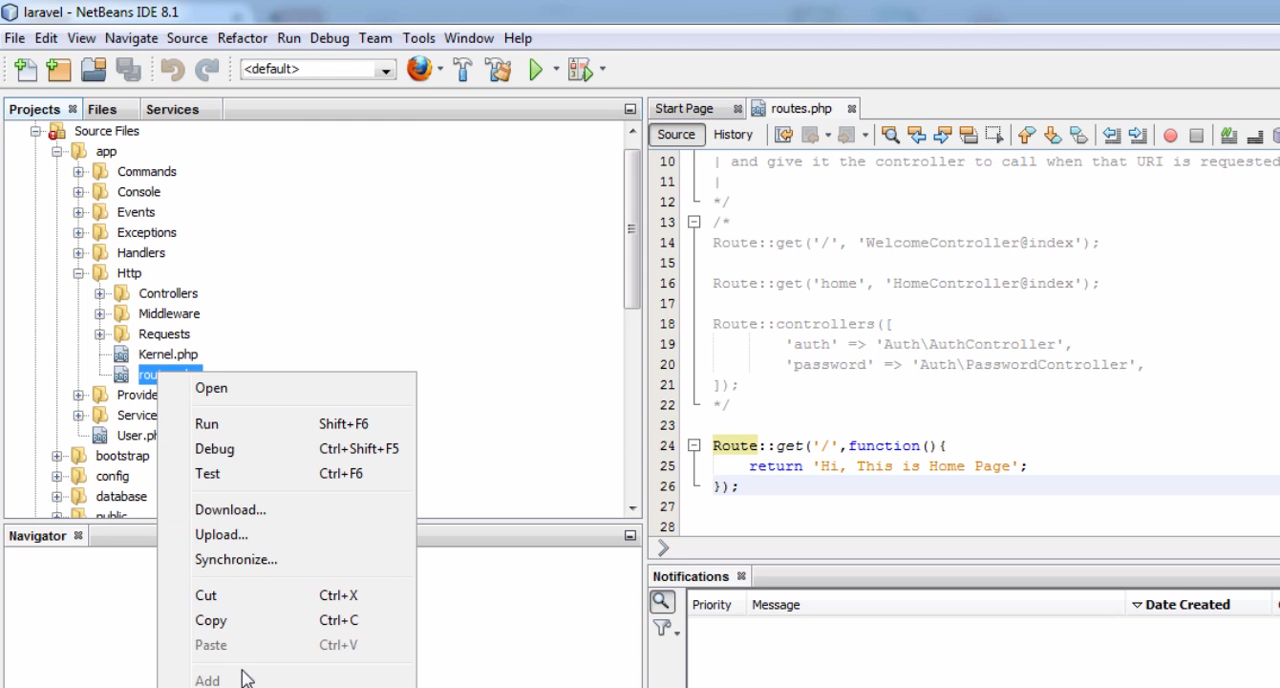 laravel - NetBeans IDE 8.1
File Edit View Navigate Source Refactor Run Debug Team Tools Window Help
<default>
Projects Files Services
Source Files
app
Commands
Console
Events
Exceptions
Handlers
Http
Controllers
Middleware
Requests
Kernel.php
Provide
Service
User.ph
bootstrap
config
database
public
Open
Run Shift+F6
Debug Ctrl+Shift+F5
Test Ctrl+F6
Download...
Upload...
Synchronize...
Cut Ctrl+X
Copy Ctrl+C
Paste Ctrl+V
Add
Navigator
Start Page routes.php
Source History
10 | and give it the controller to call when that URI is requested
11 |
12 */
13 /*
14 Route::get('/', 'WelcomeController@index');
15
16 Route::get('home', 'HomeController@index');
17
18 Route::controllers([
19 'auth' => 'Auth\AuthController',
20 'password' => 'Auth\PasswordController',
21 ]);
22 */
23
24 Route::get('/',function(){
25 return 'Hi, This is Home Page';
26 });
27
28
Notifications
Priority Message Date Created